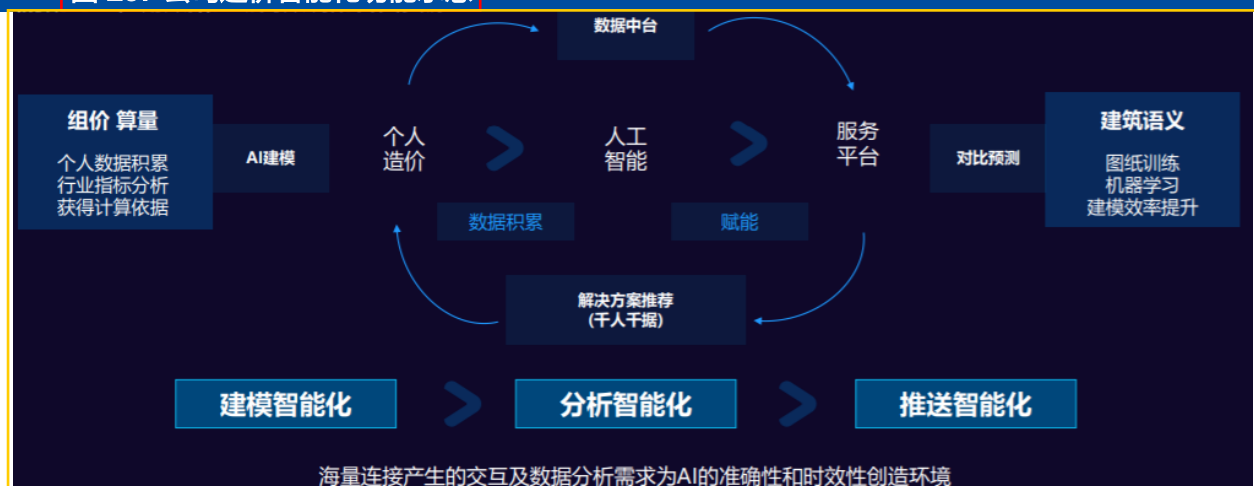 数据中台
组价 算量
个人数据积累
行业指标分析
获得计算依据
AI建模
个人
造价
人工
智能
服务
平台
对比预测
建筑语义
图纸训练
机器学习
建模效率提升
数据积累
赋能
解决方案推荐
(千人千据)
建模智能化
分析智能化
推送智能化
海量连接产生的交互及数据分析需求为AI的准确性和时效性创造环境